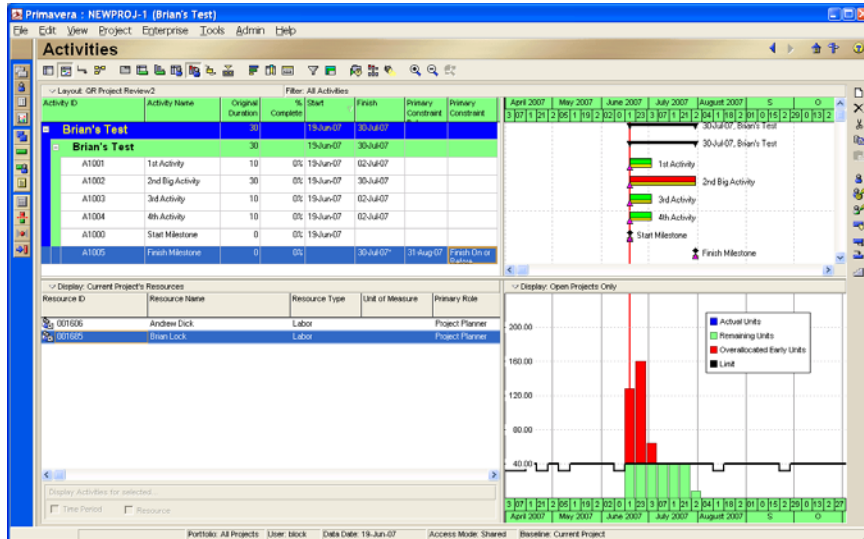 Primavera : NEWPROJ-1 (Brian's Test)
File Edit View Project Enterprise Tools Admin Help
Activities
Layout: QR Project Review2 Filter: All Activities
Activity ID Activity Name Original Duration % Complete Start Finish Primary Constraint Primary Constraint
April 2007 May 2007 June 2007 July 2007 August 2007 S O
Brian's Test 30 19-Jun-07 30-Jul-07
30-Jul-07, Brian's Test
Brian's Test 30 19-Jun-07 30-Jul-07
30-Jul-07, Brian's Test
A1001 1st Activity 10 0% 19-Jun-07 02-Jul-07
1st Activity
A1002 2nd Big Activity 30 0% 19-Jun-07 30-Jul-07
2nd Big Activity
A1003 3rd Activity 10 0% 19-Jun-07 02-Jul-07
3rd Activity
A1004 4th Activity 10 0% 19-Jun-07 02-Jul-07
4th Activity
A1000 Start Milestone 0 0% 19-Jun-07
Start Milestone
A1005 Finish Milestone 0 0% 30-Jul-07* 31-Aug-07 Finish On or Before
Finish Milestone
Display: Current Project's Resources
Display: Open Projects Only
Resource ID Resource Name Resource Type Unit of Measure Primary Role
001606 Andrew Dick Labor Project Planner
001685 Brian Lock Labor Project Planner
Actual Units
Remaining Units
Overallocated Early Units
Limit
200.00
160.00
120.00
80.00
40.00
Display Activities for selected...
Time Period Resource
April 2007 May 2007 June 2007 July 2007 August 2007 S O
Portfolio: All Projects User: block Data Date: 19-Jun-07 Access Mode: Shared Baseline: Current Project